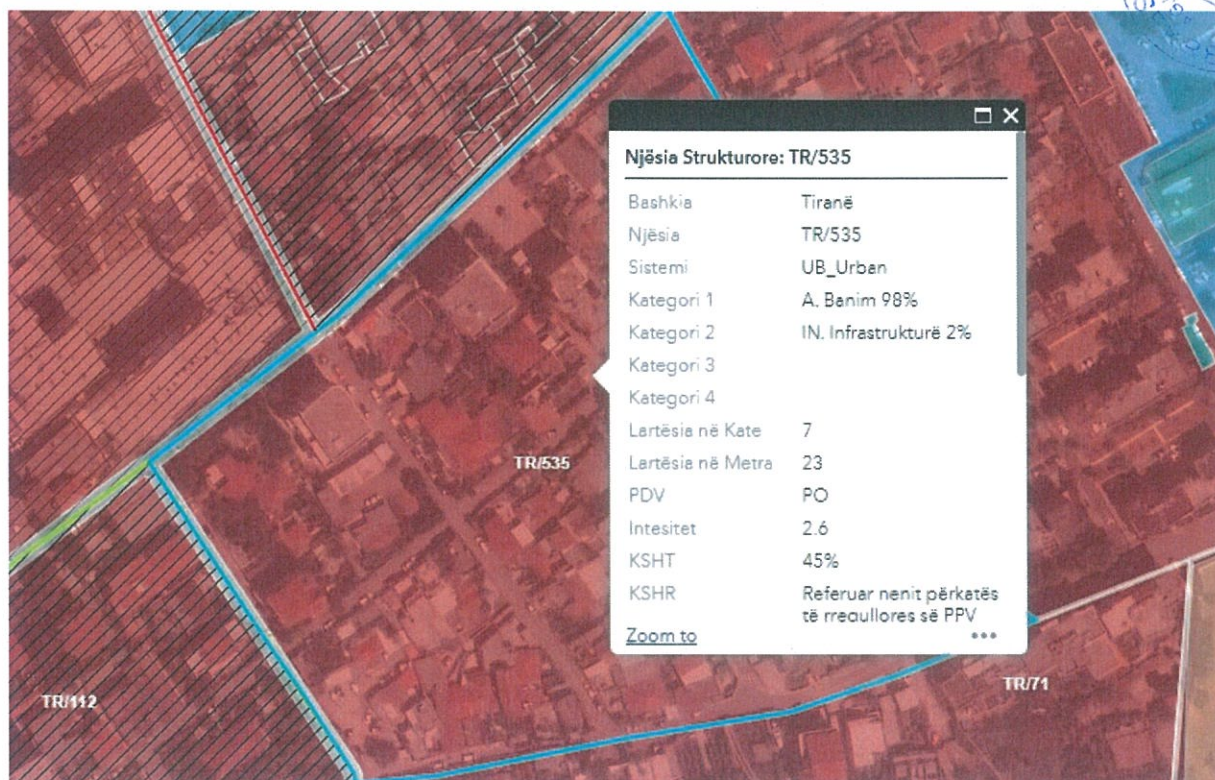 Njësia Strukturore: TR/535
Bashkia Tiranë
Njësia TR/535
Sistemi UB_Urban
Kategori 1 A. Banim 98%
Kategori 2 IN. Infrastrukturë 2%
Kategori 3
Kategori 4
Lartësia në Kate 7
Lartësia në Metra 23
PDV PO
Intesitet 2.6
KSHT 45%
KSHR Referuar nenit përkatës
të rregullores së PPV
Zoom to
TR/535
TR/112
TR/71